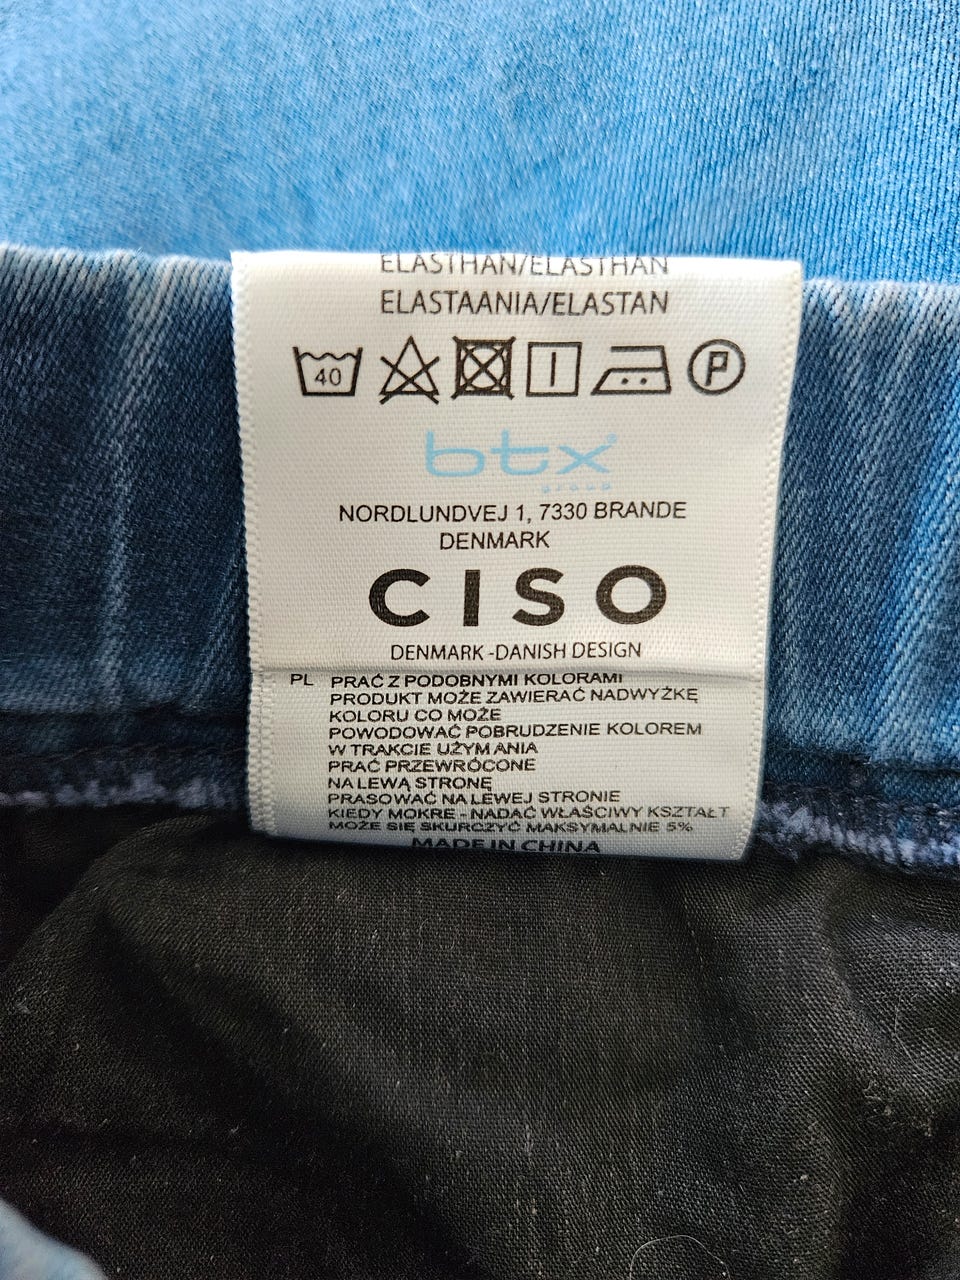 ELASTHAN/ELASTHAN
ELASTAANIA/ELASTAN
40 P
btx®
group
NORDLUNDVEJ 1, 7330 BRANDE
DENMARK
CISO
DENMARK -DANISH DESIGN
PL PRAĆ Z PODOBNYMI KOLORAMI
PRODUKT MOŻE ZAWIERAĆ NADWYŻKĘ
KOLORU CO MOŻE
POWODOWAĆ POBRUDZENIE KOLOREM
W TRAKCIE UŻYM ANIA
PRAĆ PRZEWRÓCONE
NA LEWĄ STRONĘ
PRASOWAĆ NA LEWEJ STRONIE
KIEDY MOKRE - NADAĆ WŁAŚCIWY KSZTAŁT
MOŻE SIĘ SKURCZYĆ MAKSYMALNIE 5%
MADE IN CHINA